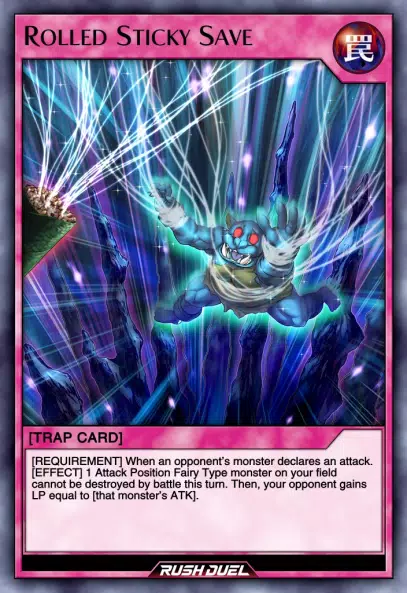 Rolled Sticky Save
罠
[TRAP CARD]
[REQUIREMENT] When an opponent's monster declares an attack.
[EFFECT] 1 Attack Position Fairy Type monster on your field
cannot be destroyed by battle this turn. Then, your opponent gains
LP equal to [that monster's ATK].
RUSH DUEL